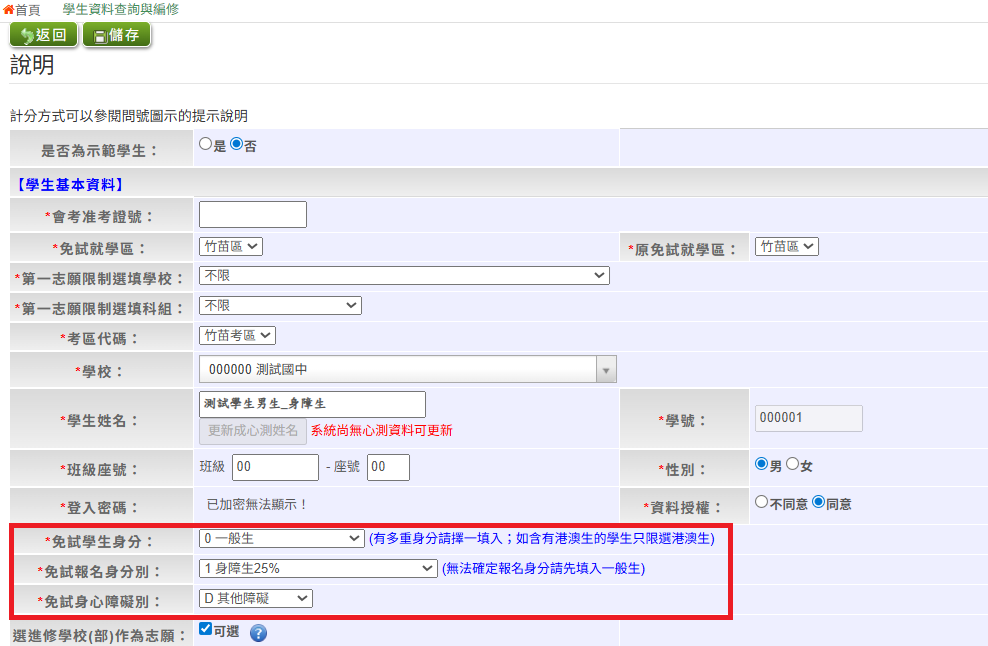 首頁 學生資料查詢與編修
返回 儲存
說明
計分方式可以參閱問號圖示的提示說明
是否為示範學生： 是 否
【學生基本資料】
*會考准考證號：
*免試就學區： 竹苗區 *原免試就學區： 竹苗區
*第一志願限制選填學校： 不限
*第一志願限制選填科組： 不限
*考區代碼： 竹苗考區
*學校： 000000 測試國中
*學生姓名： 測試學生男生_身障生 *學號： 000001
更新成心測姓名 系統尚無心測資料可更新
*班級座號： 班級 00 - 座號 00 *性別： 男 女
*登入密碼： 已加密無法顯示！ *資料授權： 不同意 同意
*免試學生身分： 0 一般生 (有多重身分請擇一填入；如含有港澳生的學生只限選港澳生)
*免試報名身分別： 1 身障生25% (無法確定報名身分請先填入一般生)
*免試身心障礙別： D 其他障礙
選進修學校(部)作為志願： 可選 ?